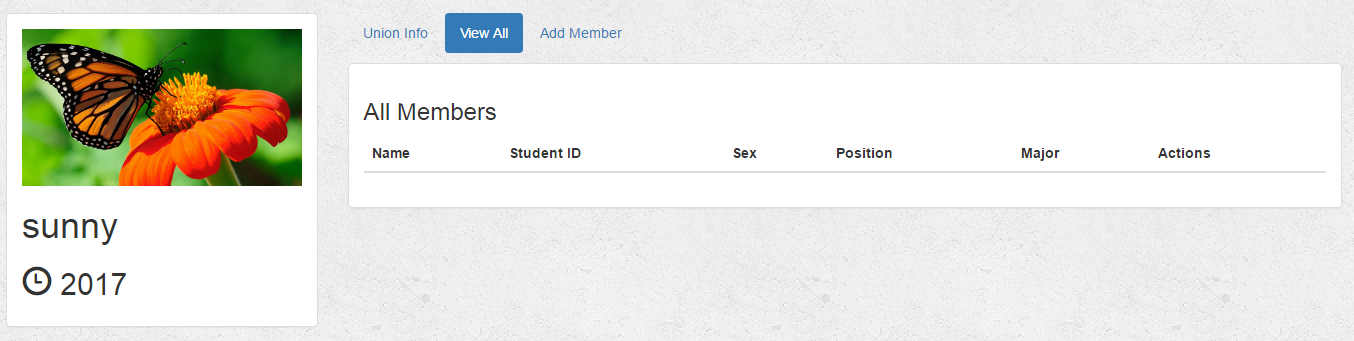 Union Info View All Add Member
All Members
Name Student ID Sex Position Major Actions
sunny
2017